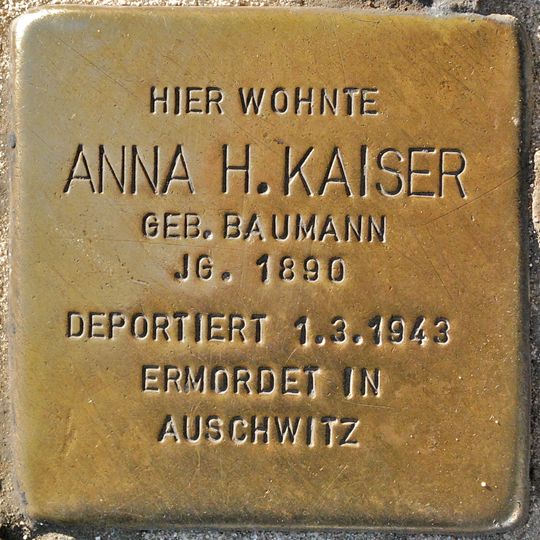 HIER WOHNTE
ANNA H. KAISER
GEB. BAUMANN
JG. 1890
DEPORTIERT 1.3.1943
ERMORDET IN
AUSCHWITZ